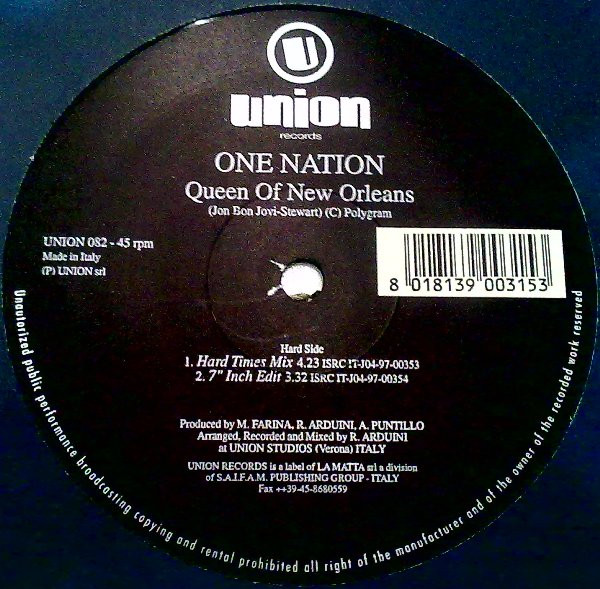 U
union
records
ONE NATION
Queen Of New Orleans
(Jon Bon Jovi-Stewart) (C) Polygram
UNION 082 - 45 rpm
Made in Italy
(P) UNION srl
8 018139 003153
Hard Side
1. Hard Times Mix 4.23 ISRC IT-J04-97-00353
2. 7" Inch Edit 3.32 ISRC IT-J04-97-00354
Produced by M. FARINA, R. ARDUINI, A. PUNTILLO
Arranged, Recorded and Mixed by R. ARDUINI
at UNION STUDIOS (Verona) ITALY
UNION RECORDS is a label of LA MATTA srl a division
of S.A.I.F.A.M. PUBLISHING GROUP - ITALY
Fax ++39-45-8680559
Unautorized public performance broadcasting copying and rental prohibited all right of the manufacturer and of the owner of the recorded work reserved